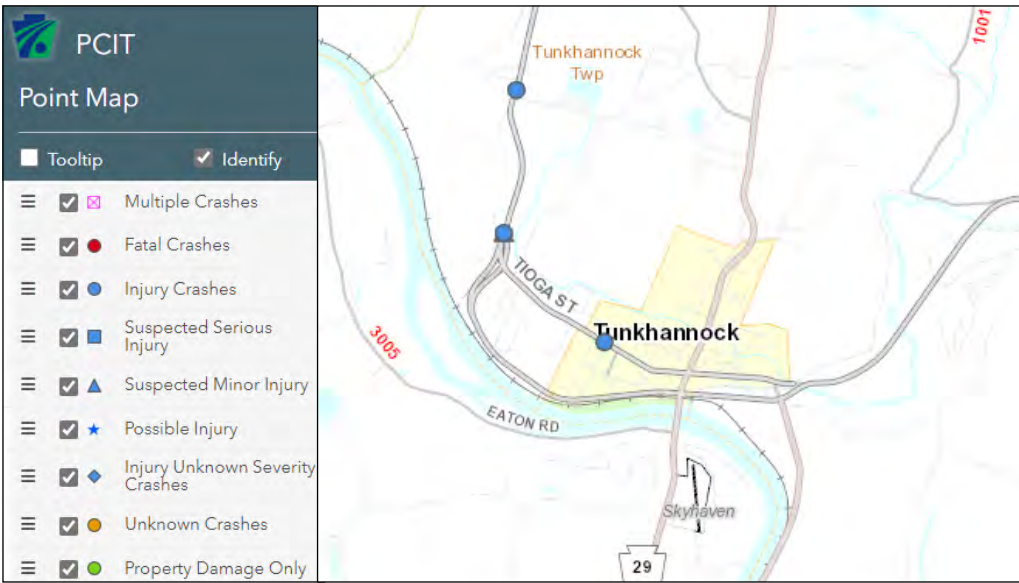 PCIT
Point Map
Tooltip
Identify
Multiple Crashes
Fatal Crashes
Injury Crashes
Suspected Serious
Injury
Suspected Minor Injury
Possible Injury
Injury Unknown Severity
Crashes
Unknown Crashes
Property Damage Only
Tunkhannock
Twp
1001
TIOGA ST
Tunkhannock
3005
EATON RD
Skyhaven
29